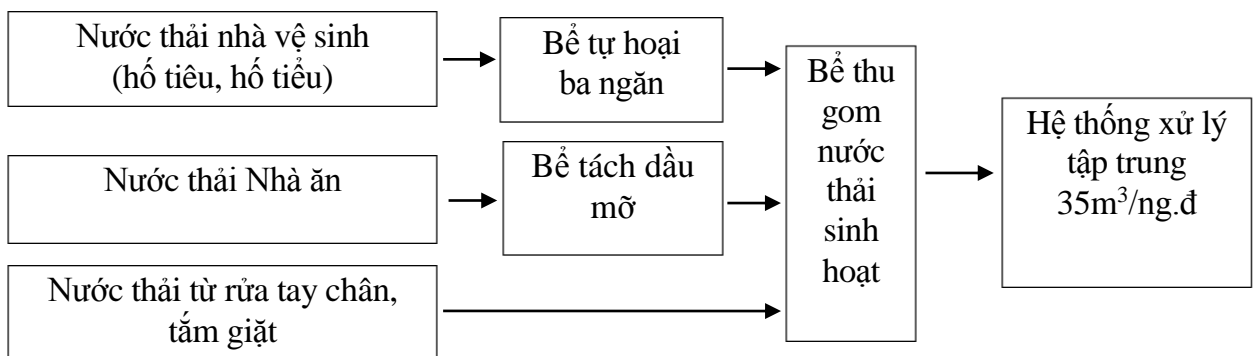 Nước thải nhà vệ sinh
(hố tiêu, hố tiểu)
Bể tự hoại
ba ngăn
Nước thải Nhà ăn
Bể tách dầu
mỡ
Nước thải từ rửa tay chân,
tắm giặt
Bể thu
gom
nước
thải
sinh
hoạt
Hệ thống xử lý
tập trung
35m³/ng.đ